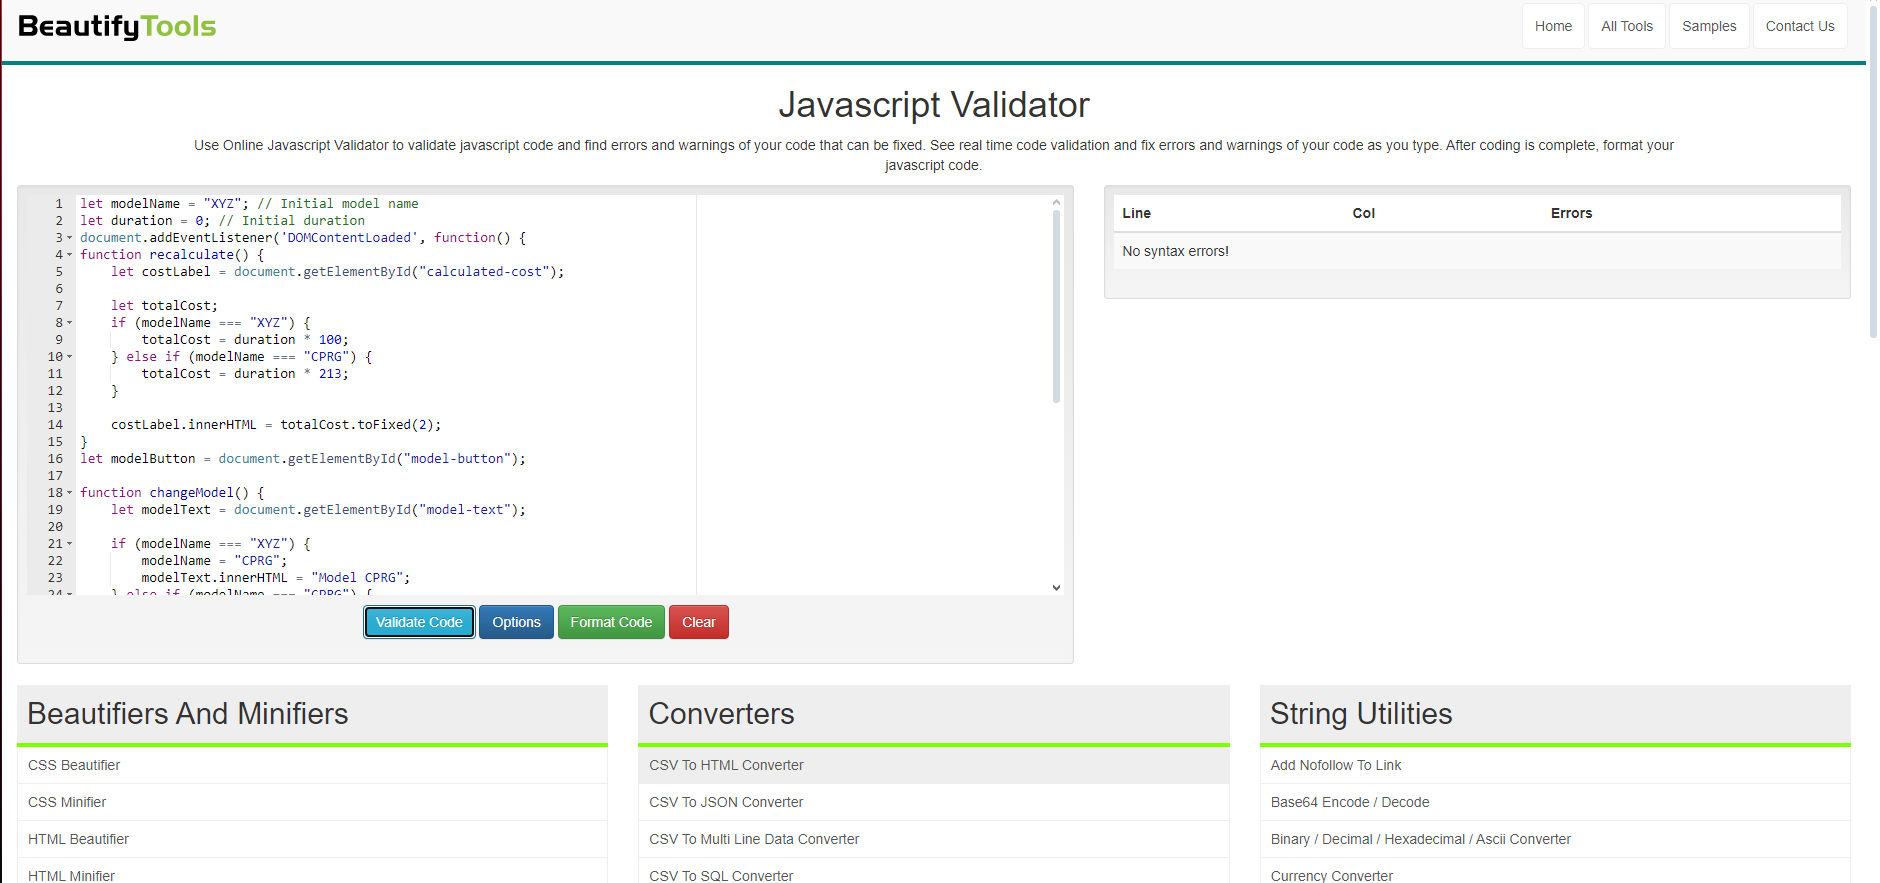 BeautifyTools
Home
All Tools
Samples
Contact Us
Javascript Validator
Use Online Javascript Validator to validate javascript code and find errors and warnings of your code that can be fixed. See real time code validation and fix errors and warnings of your code as you type. After coding is complete, format your
javascript code.
1 let modelName = "XYZ"; // Initial model name
2 let duration = 0; // Initial duration
3 document.addEventListener('DOMContentLoaded', function() {
4 function recalculate() {
5 let costLabel = document.getElementById("calculated-cost");
6
7 let totalCost;
8 if (modelName === "XYZ") {
9 totalCost = duration * 100;
10 } else if (modelName === "CPRG") {
11 totalCost = duration * 213;
12 }
13
14 costLabel.innerHTML = totalCost.toFixed(2);
15 }
16 let modelButton = document.getElementById("model-button");
17
18 function changeModel() {
19 let modelText = document.getElementById("model-text");
20
21 if (modelName === "XYZ") {
22 modelName = "CPRG";
23 modelText.innerHTML = "Model CPRG";
24 } else if (modelName === "CPRG") {
Validate Code
Options
Format Code
Clear
Line Col Errors
No syntax errors!
Beautifiers And Minifiers
CSS Beautifier
CSS Minifier
HTML Beautifier
HTML Minifier
Converters
CSV To HTML Converter
CSV To JSON Converter
CSV To Multi Line Data Converter
CSV To SQL Converter
String Utilities
Add Nofollow To Link
Base64 Encode / Decode
Binary / Decimal / Hexadecimal / Ascii Converter
Currency Converter